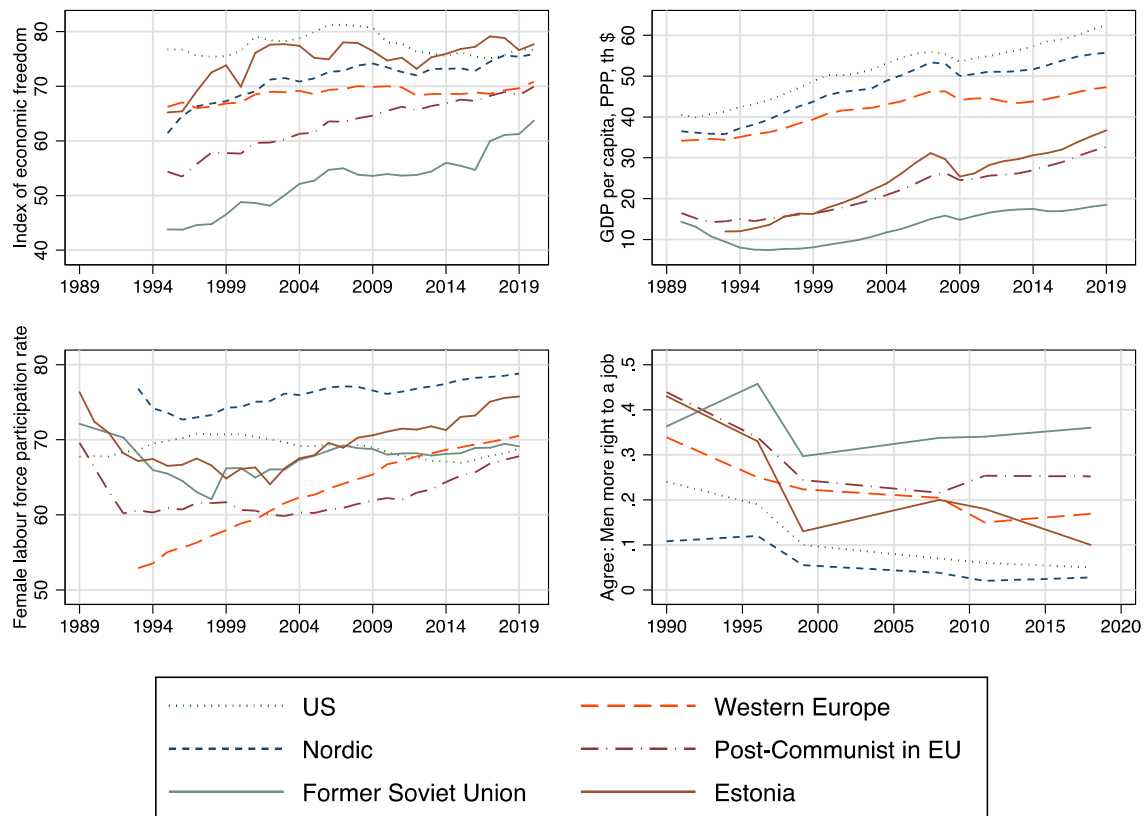 Index of economic freedom
80
70
60
50
40
1989 1994 1999 2004 2009 2014 2019
GDP per capita, PPP, th $
60
50
40
30
20
10
1989 1994 1999 2004 2009 2014 2019
Female labour force participation rate
80
70
60
50
1989 1994 1999 2004 2009 2014 2019
Agree: Men more right to a job
.5
.4
.3
.2
.1
0
1990 1995 2000 2005 2010 2015 2020
US
Western Europe
Nordic
Post-Communist in EU
Former Soviet Union
Estonia